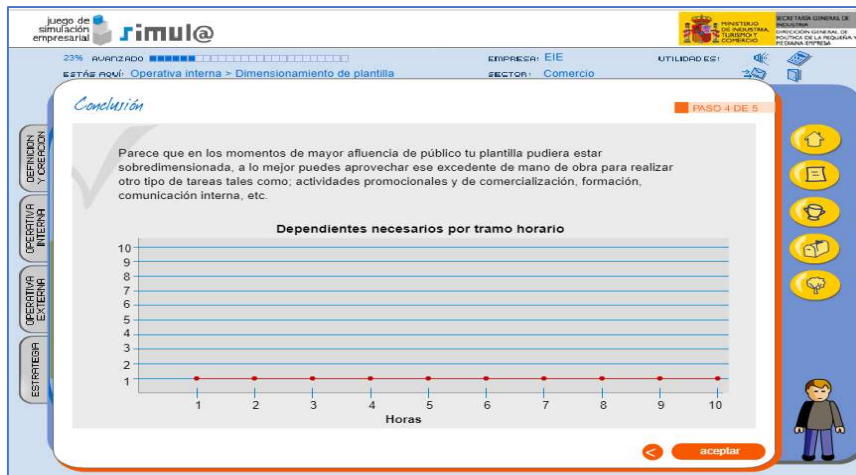 juego de
simulación
empresarial
simul@
MINISTERIO
DE INDUSTRIA,
TURISMO Y
COMERCIO
SECRETARÍA GENERAL DE
INDUSTRIA
DIRECCIÓN GENERAL DE
POLÍTICA DE LA PEQUEÑA Y
MEDIANA EMPRESA
23% AVANZADO
EMPRESA: EIE
UTILIDADES:
ESTÁS AQUÍ: Operativa interna > Dimensionamiento de plantilla
SECTOR: Comercio
Conclusión
PASO 4 DE 5
DEFINICION
Y CREACION
OPERATIVA
INTERNA
OPERATIVA
EXTERNA
ESTRATEGIA
Parece que en los momentos de mayor afluencia de público tu plantilla pudiera estar
sobredimensionada, a lo mejor puedes aprovechar ese excedente de mano de obra para realizar
otro tipo de tareas tales como; actividades promocionales y de comercialización, formación,
comunicación interna, etc.
Dependientes necesarios por tramo horario
10
9
8
7
6
5
4
3
2
1
1 2 3 4 5 6 7 8 9 10
Horas
<
aceptar